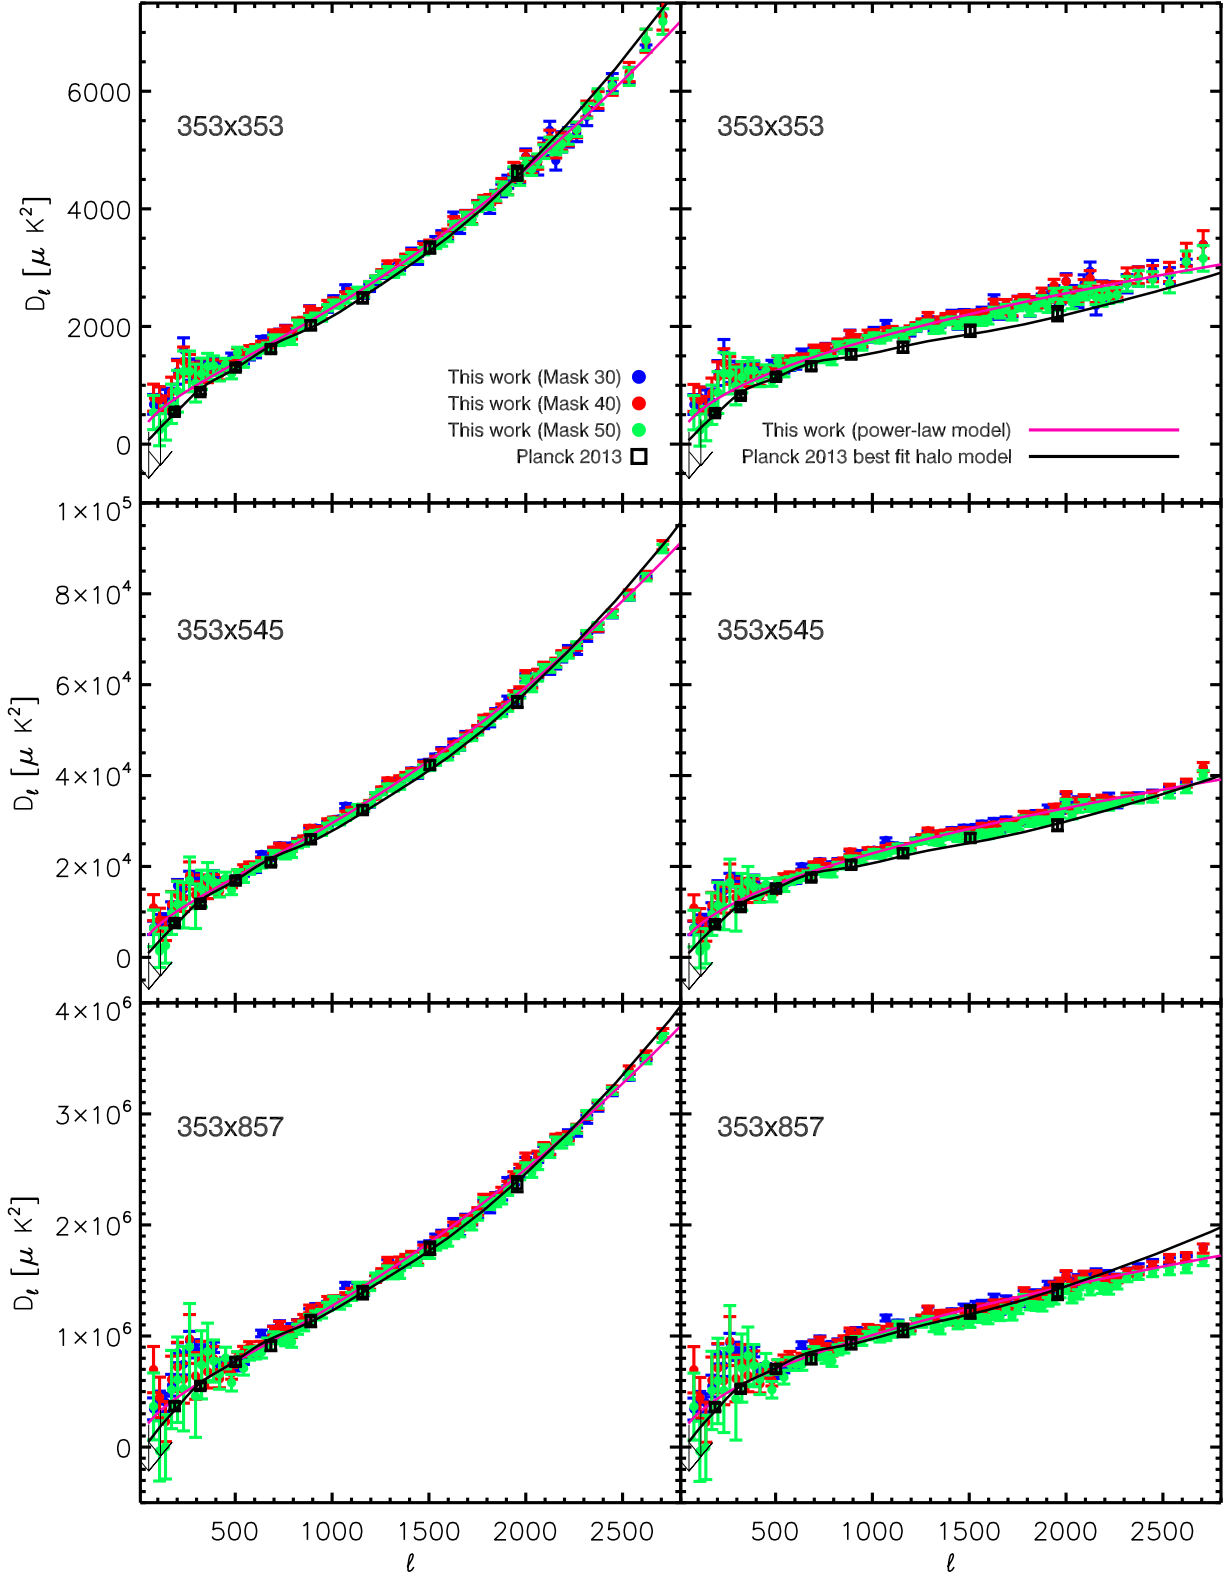 353x353
353x353
6000
4000
2000
0
Dℓ [μ K²]
This work (Mask 30)
This work (Mask 40)
This work (Mask 50)
Planck 2013
This work (power-law model)
Planck 2013 best fit halo model
353x545
353x545
1×10⁵
8×10⁴
6×10⁴
4×10⁴
2×10⁴
0
Dℓ [μ K²]
353x857
353x857
4×10⁶
3×10⁶
2×10⁶
1×10⁶
0
Dℓ [μ K²]
500 1000 1500 2000 2500
500 1000 1500 2000 2500
ℓ
ℓ